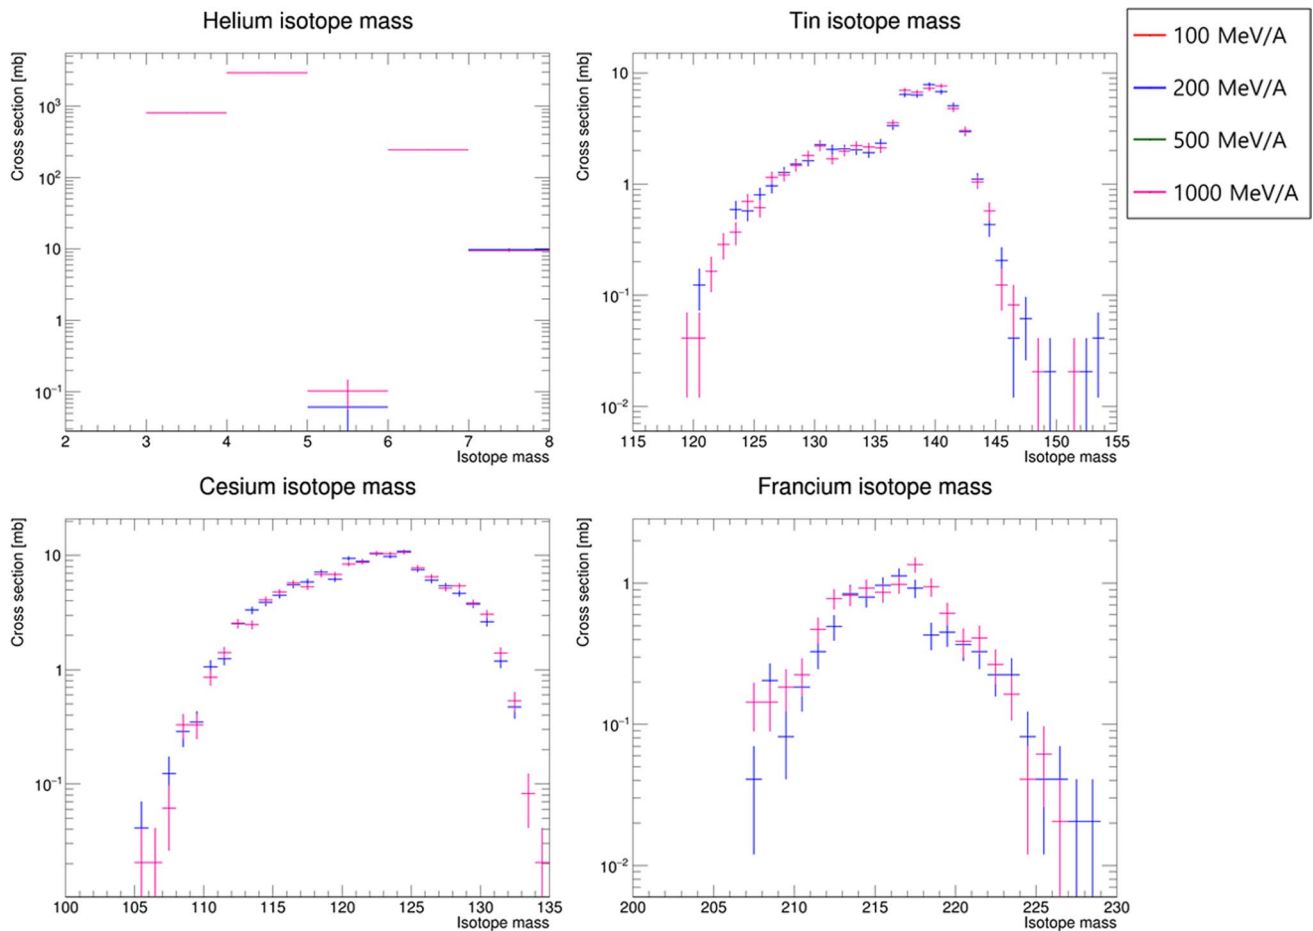 Helium isotope mass
Cross section [mb]
10³
10²
10
1
10⁻¹
2 3 4 5 6 7 8
Isotope mass
Tin isotope mass
Cross section [mb]
10
1
10⁻¹
10⁻²
115 120 125 130 135 140 145 150 155
Isotope mass
100 MeV/A
200 MeV/A
500 MeV/A
1000 MeV/A
Cesium isotope mass
Cross section [mb]
10
1
10⁻¹
100 105 110 115 120 125 130 135
Isotope mass
Francium isotope mass
Cross section [mb]
1
10⁻¹
10⁻²
200 205 210 215 220 225 230
Isotope mass